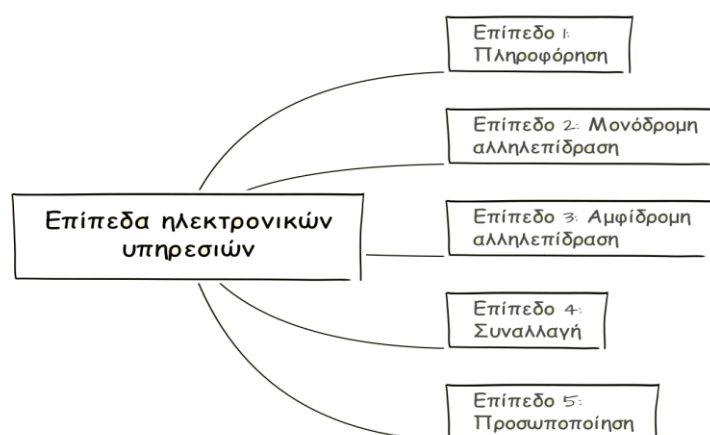 Επίπεδο 1:
Πληροφόρηση
Επίπεδο 2: Μονόδρομη
αλληλεπίδραση
Επίπεδα ηλεκτρονικών
υπηρεσιών
Επίπεδο 3: Αμφίδρομη
αλληλεπίδραση
Επίπεδο 4:
Συναλλαγή
Επίπεδο 5:
Προσωποποίηση